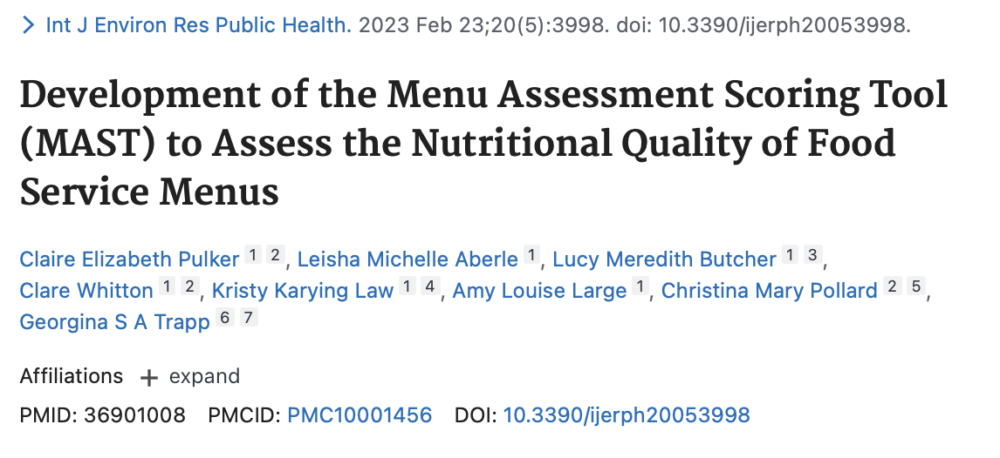 Int J Environ Res Public Health. 2023 Feb 23;20(5):3998. doi: 10.3390/ijerph20053998.
Development of the Menu Assessment Scoring Tool
(MAST) to Assess the Nutritional Quality of Food
Service Menus
Claire Elizabeth Pulker 1 2, Leisha Michelle Aberle 1, Lucy Meredith Butcher 1 3,
Clare Whitton 1 2, Kristy Karying Law 1 4, Amy Louise Large 1, Christina Mary Pollard 2 5,
Georgina S A Trapp 6 7
Affiliations + expand
PMID: 36901008 PMCID: PMC10001456 DOI: 10.3390/ijerph20053998